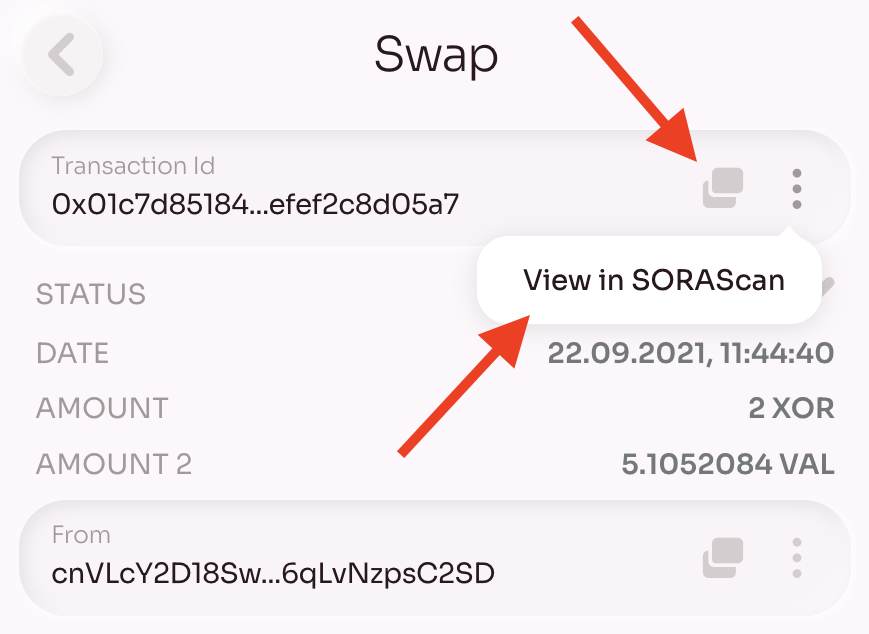 Swap
Transaction Id
0x01c7d85184...efef2c8d05a7
View in SORAScan
STATUS
DATE 22.09.2021, 11:44:40
AMOUNT 2 XOR
AMOUNT 2 5.1052084 VAL
From
cnVLcY2D18Sw...6qLvNzpsC2SD